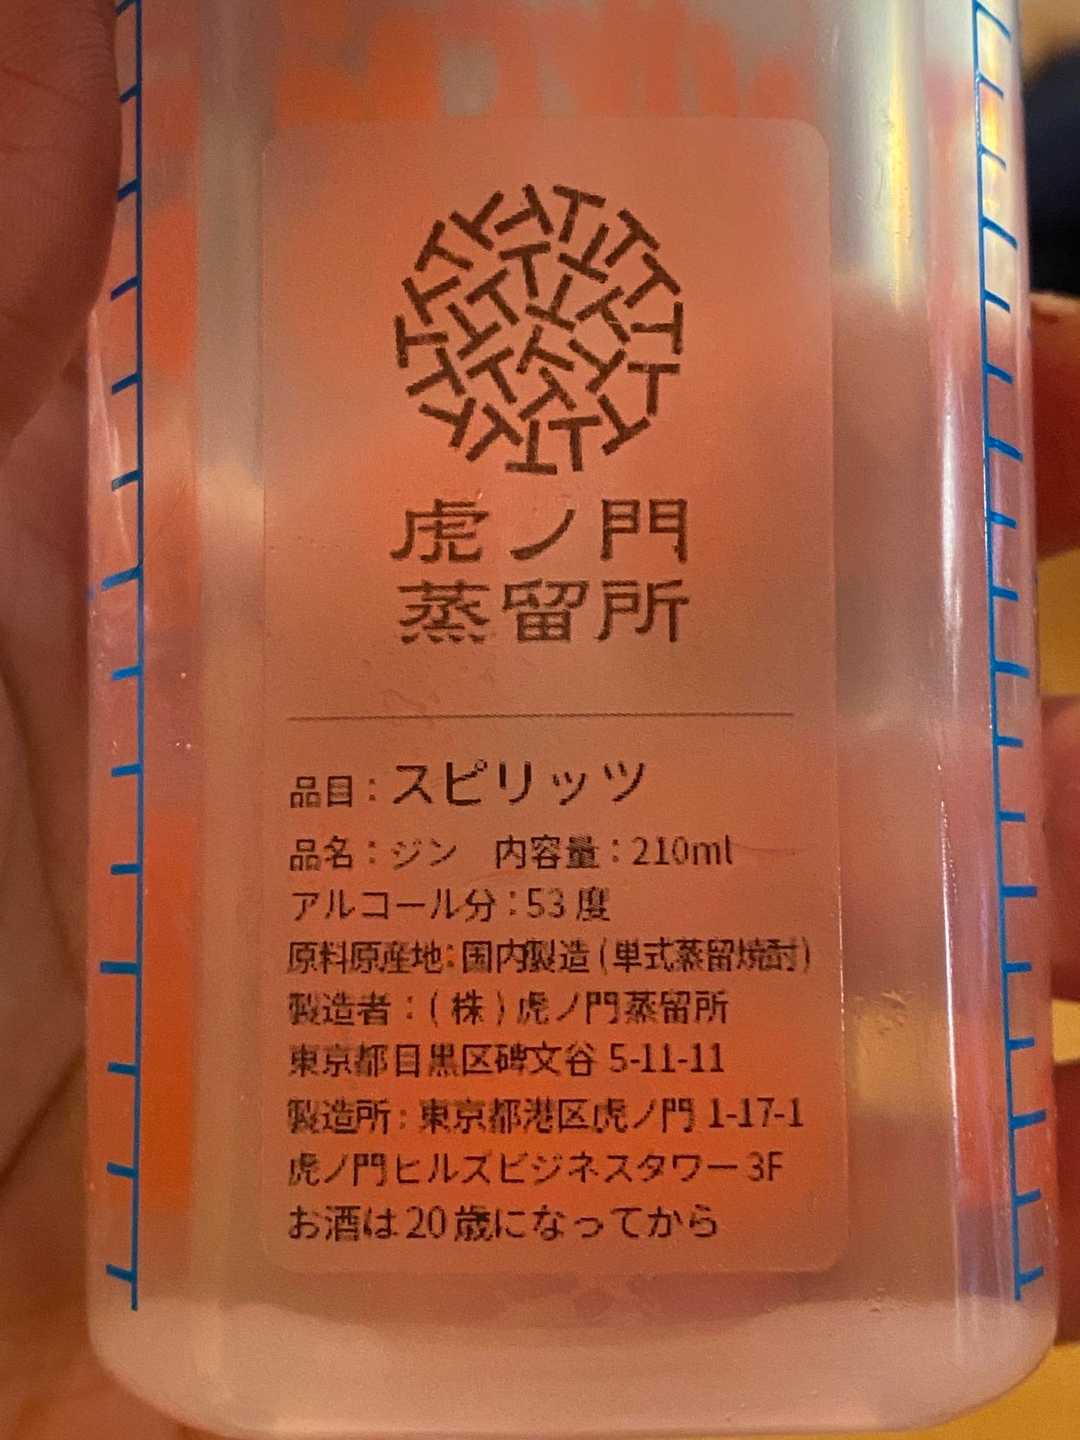 虎ノ門
蒸留所
品目：スピリッツ
品名：ジン　内容量：210ml
アルコール分：53度
原料原産地：国内製造（単式蒸留焼酎）
製造者：（株）虎ノ門蒸留所
東京都目黒区碑文谷 5-11-11
製造所：東京都港区虎ノ門 1-17-1
虎ノ門ヒルズビジネスタワー3F
お酒は20歳になってから